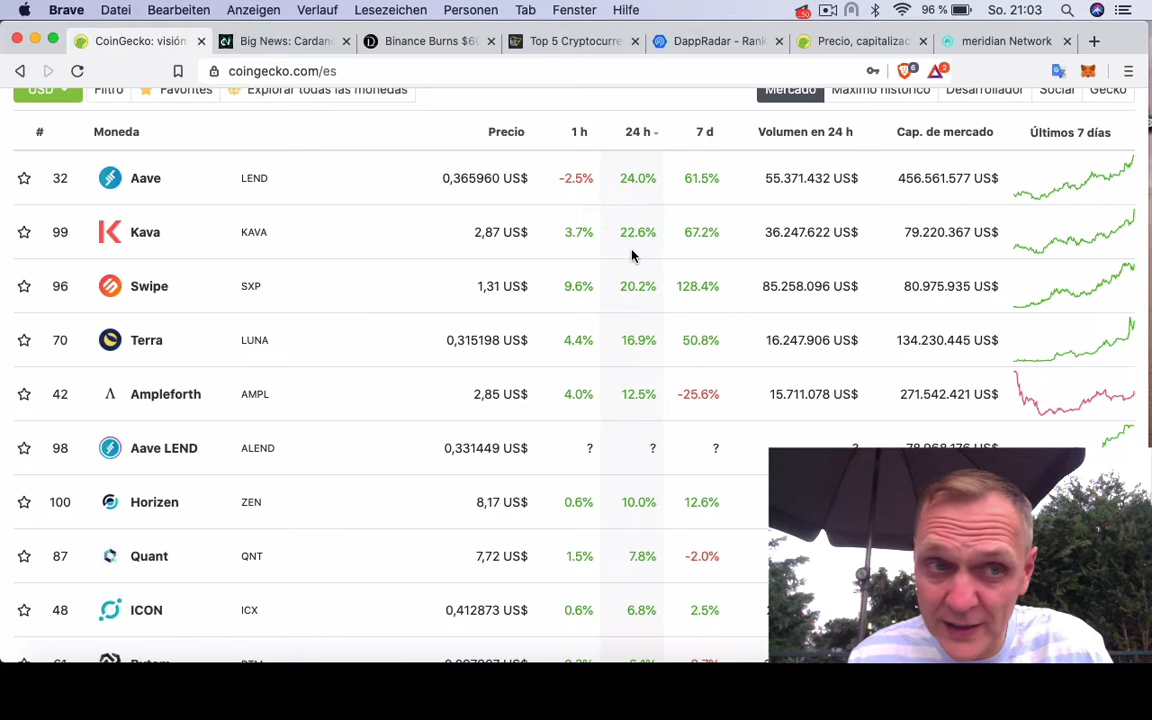 Brave Datei Bearbeiten Anzeigen Verlauf Lesezeichen Personen Tab Fenster Hilfe 96 % So. 21:03
CoinGecko: visión Big News: Cardano Binance Burns $60 Top 5 Cryptocurre DappRadar - Rank Precio, capitalizac meridian Network
coingecko.com/es 6 2
USD Filtro Favorites Explorar todas las monedas Mercado Máximo histórico Desarrollador Social Gecko
# Moneda Precio 1 h 24 h 7 d Volumen en 24 h Cap. de mercado Últimos 7 días
32 Aave LEND 0,365960 US$ -2.5% 24.0% 61.5% 55.371.432 US$ 456.561.577 US$
99 Kava KAVA 2,87 US$ 3.7% 22.6% 67.2% 36.247.622 US$ 79.220.367 US$
96 Swipe SXP 1,31 US$ 9.6% 20.2% 128.4% 85.258.096 US$ 80.975.935 US$
70 Terra LUNA 0,315198 US$ 4.4% 16.9% 50.8% 16.247.906 US$ 134.230.445 US$
42 Ampleforth AMPL 2,85 US$ 4.0% 12.5% -25.6% 15.711.078 US$ 271.542.421 US$
98 Aave LEND ALEND 0,331449 US$ ? ? ? ? 78.968.176 US$
100 Horizen ZEN 8,17 US$ 0.6% 10.0% 12.6%
87 Quant QNT 7,72 US$ 1.5% 7.8% -2.0%
48 ICON ICX 0,412873 US$ 0.6% 6.8% 2.5%